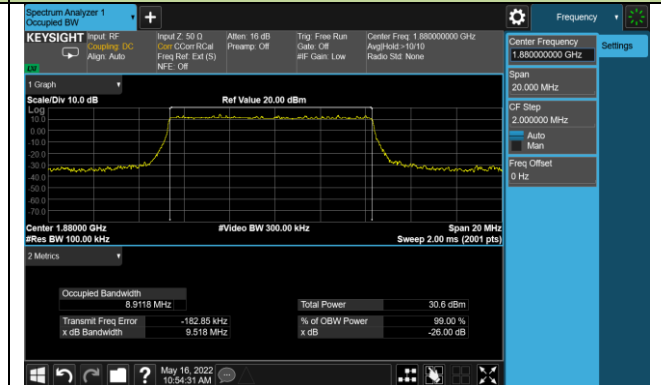 Spectrum Analyzer 1
Occupied BW
+
Frequency
KEYSIGHT
Input: RF
Coupling: DC
Align: Auto
Input Z: 50 Ω
Corr CCorr RCal
Freq Ref: Ext (S)
NFE: Off
Atten: 16 dB
Preamp: Off
Trig: Free Run
Gate: Off
#IF Gain: Low
Center Freq: 1.880000000 GHz
Avg|Hold:>10/10
Radio Std: None
Center Frequency
1.880000000 GHz
Settings
Span
20.000 MHz
CF Step
2.000000 MHz
Auto
Man
Freq Offset
0 Hz
1 Graph
Scale/Div 10.0 dB
Ref Value 20.00 dBm
Log
10.0
0.00
-10.0
-20.0
-30.0
-40.0
-50.0
-60.0
-70.0
Center 1.88000 GHz
#Video BW 300.00 kHz
Span 20 MHz
#Res BW 100.00 kHz
Sweep 2.00 ms (2001 pts)
2 Metrics
Occupied Bandwidth
8.9118 MHz
Total Power 30.6 dBm
Transmit Freq Error -182.85 kHz
% of OBW Power 99.00 %
x dB Bandwidth 9.518 MHz
x dB -26.00 dB
?
May 16, 2022
10:54:31 AM